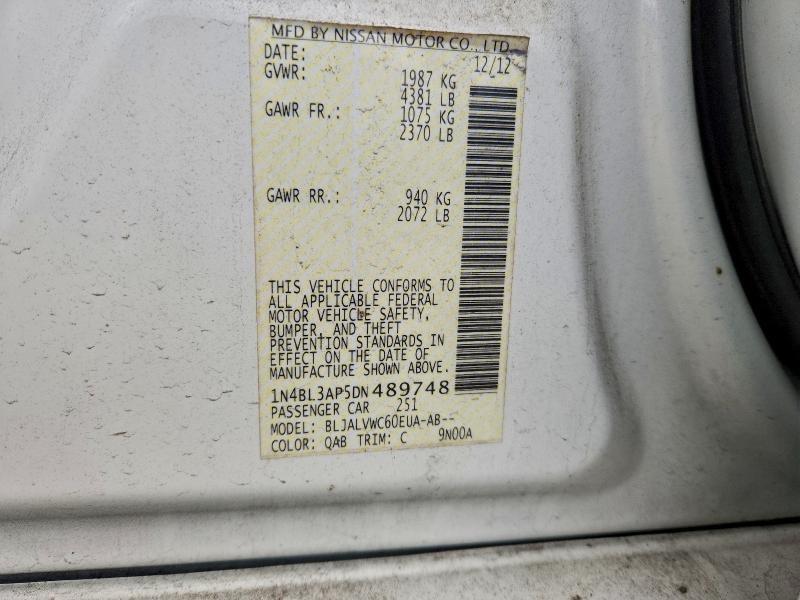 MFD BY NISSAN MOTOR CO., LTD.
DATE: 12/12
GVWR: 1987 KG
4381 LB
GAWR FR.: 1075 KG
2370 LB
GAWR RR.: 940 KG
2072 LB
THIS VEHICLE CONFORMS TO
ALL APPLICABLE FEDERAL
MOTOR VEHICLE SAFETY,
BUMPER, AND THEFT
PREVENTION STANDARDS IN
EFFECT ON THE DATE OF
MANUFACTURE SHOWN ABOVE.
1N4BL3AP5DN489748
PASSENGER CAR 251
MODEL: BLJALVWC60EUA-AB--
COLOR: QAB TRIM: C 9N00A